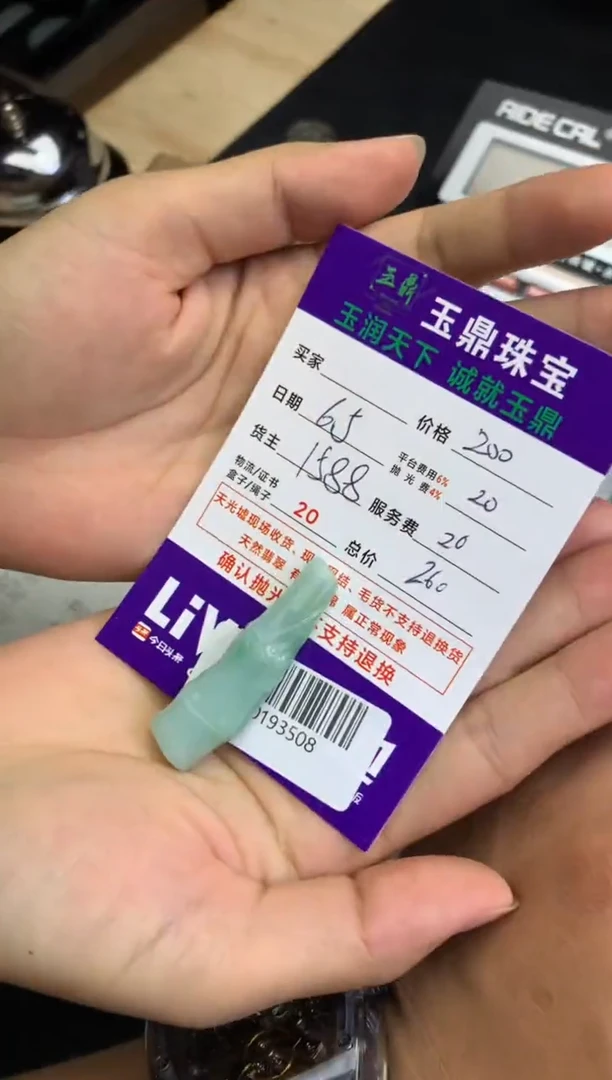 RIDE CAL
玉鼎
玉鼎珠宝
玉润天下 诚就玉鼎
买家
价格 200
日期 6.5
平台费用6%
抛光费4%
20
货主 1588
服务费 20
物流/证书
盒子/绳子
20
总价 260
天光墟现场收货、现
结、毛货不支持退换货
天然翡翠
属正常现象
确认抛
不支持退换
LiV
今日头条
0193508